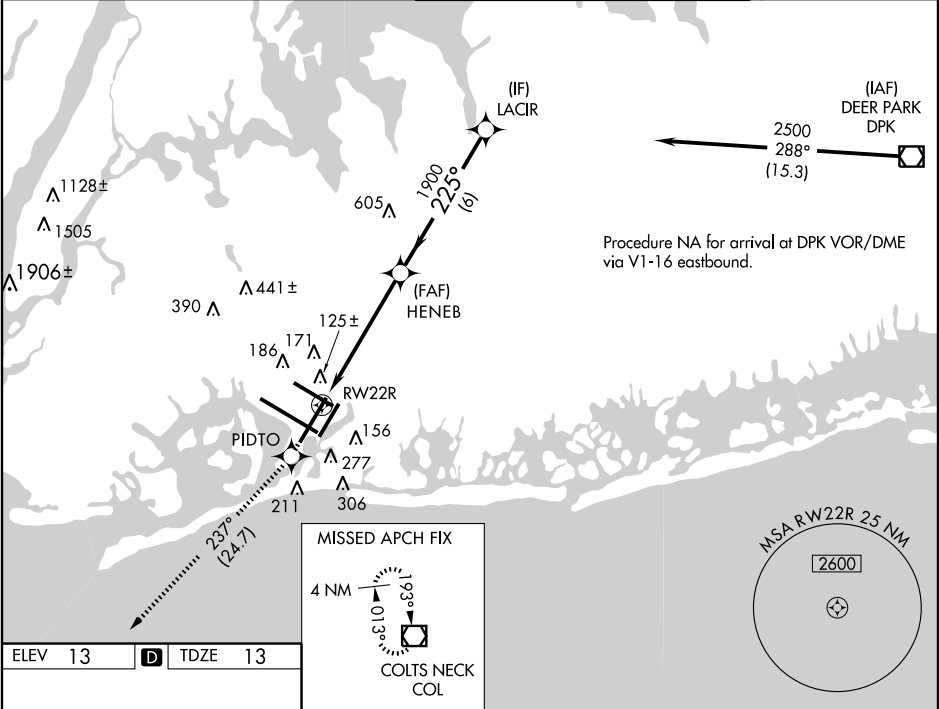 (IF)
LACIR
(IAF)
DEER PARK
DPK
2500
288°
(15.3)
1900
225°
(6)
1128±
1505
605
1906±
Procedure NA for arrival at DPK VOR/DME
via V1-16 eastbound.
441±
390
(FAF)
HENEB
125±
171
186
RW22R
PIDTO
156
277
211
306
237°
(24.7)
MISSED APCH FIX
4 NM
193°
013°
COLTS NECK
COL
MSA RW22R 25 NM
2600
ELEV 13 D TDZE 13